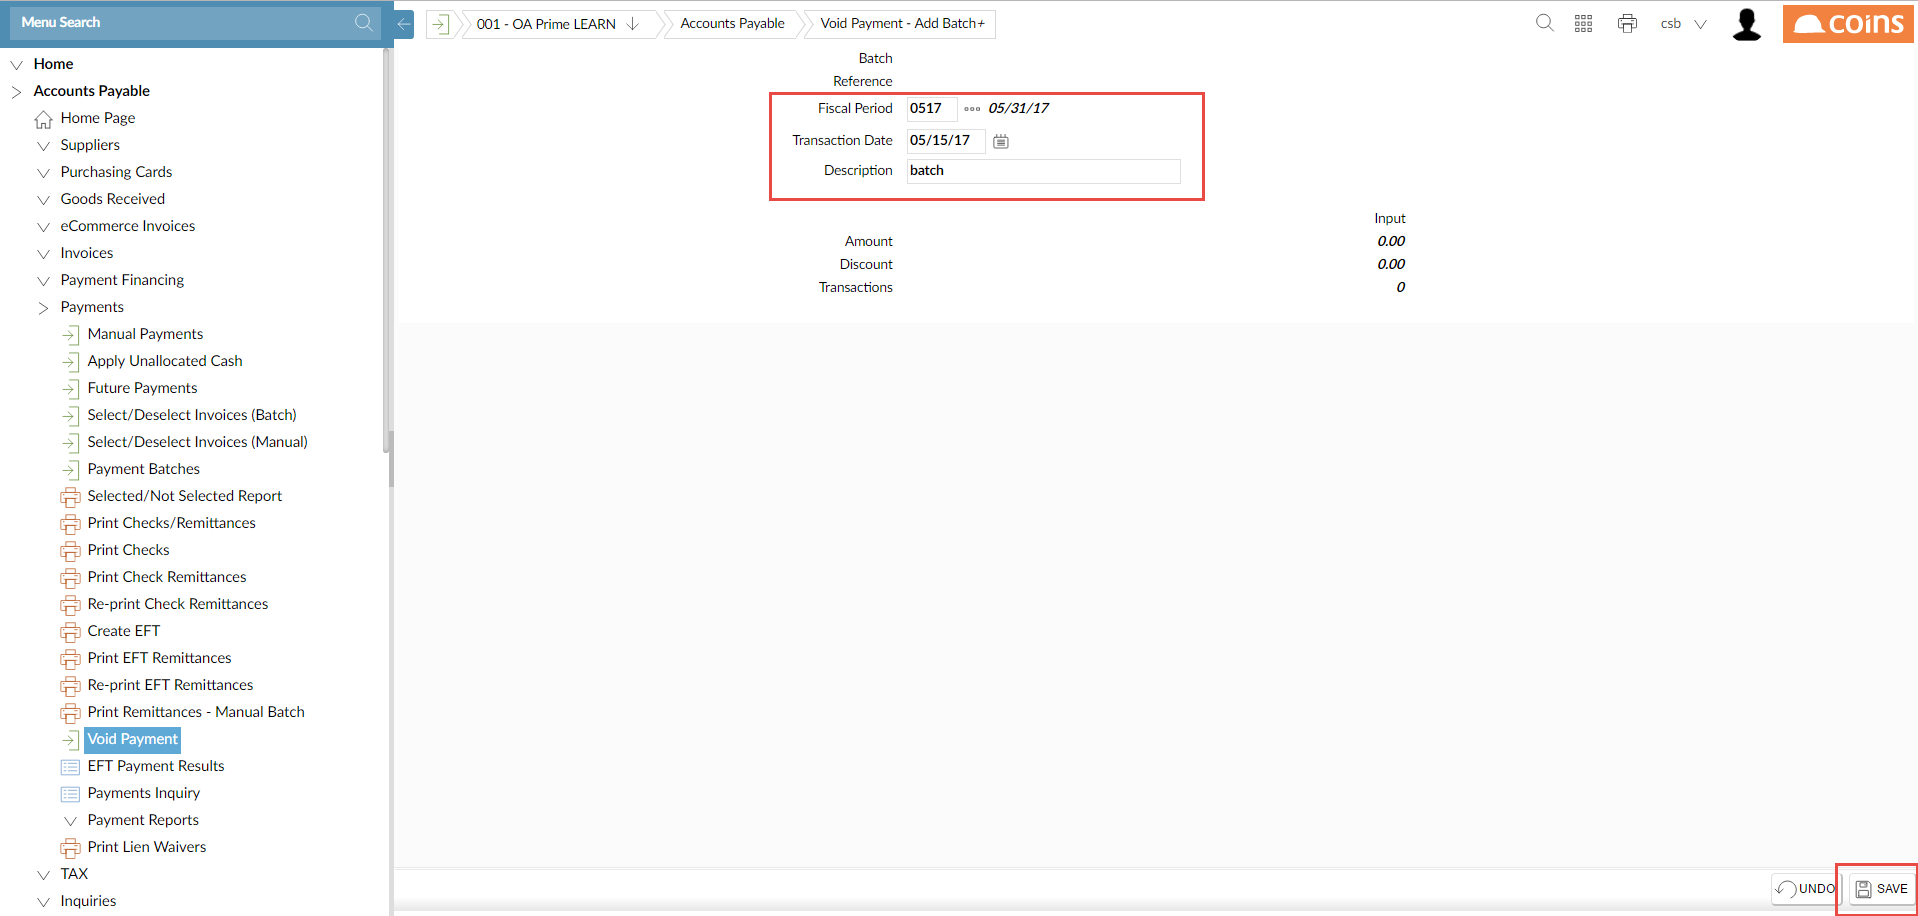 Menu Search
001 - OA Prime LEARN
Accounts Payable
Void Payment - Add Batch+
csb
coins
Home
Accounts Payable
Home Page
Suppliers
Purchasing Cards
Goods Received
eCommerce Invoices
Invoices
Payment Financing
Payments
Manual Payments
Apply Unallocated Cash
Future Payments
Select/Deselect Invoices (Batch)
Select/Deselect Invoices (Manual)
Payment Batches
Selected/Not Selected Report
Print Checks/Remittances
Print Checks
Print Check Remittances
Re-print Check Remittances
Create EFT
Print EFT Remittances
Re-print EFT Remittances
Print Remittances - Manual Batch
Void Payment
EFT Payment Results
Payments Inquiry
Payment Reports
Print Lien Waivers
TAX
Inquiries
Batch
Reference
Fiscal Period 0517 05/31/17
Transaction Date 05/15/17
Description batch
Input
Amount 0.00
Discount 0.00
Transactions 0
UNDO
SAVE